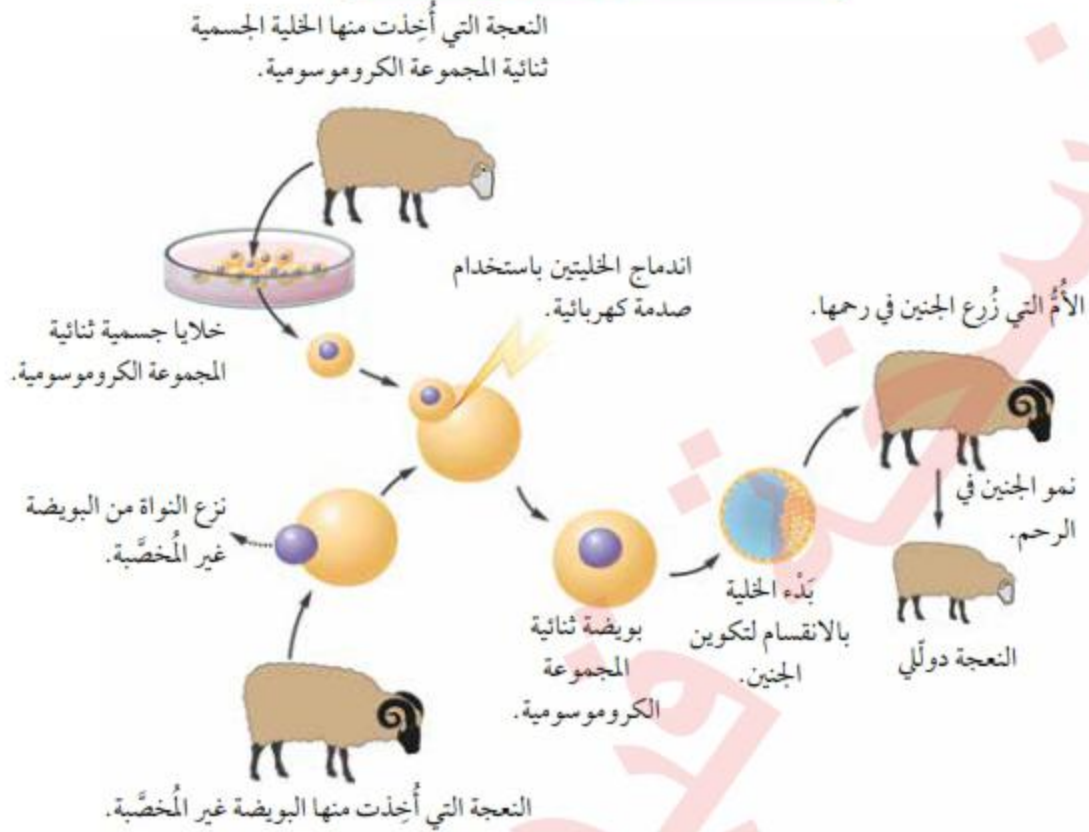 النعجة التي أُخِذت منها الخلية الجسمية
ثنائية المجموعة الكروموسومية.
اندماج الخليتين باستخدام
صدمة كهربائية.
الأُمُّ التي زُرِع الجنين في رحمها.
خلايا جسمية ثنائية
المجموعة الكروموسومية.
نزع النواة من البويضة
غير المُخصَّبة.
نمو الجنين في
الرحم.
بَدْء الخلية
بالانقسام لتكوين
الجنين.
بويضة ثنائية
المجموعة
الكروموسومية.
النعجة دولّلي
النعجة التي أُخِذت منها البويضة غير المُخصَّبة.